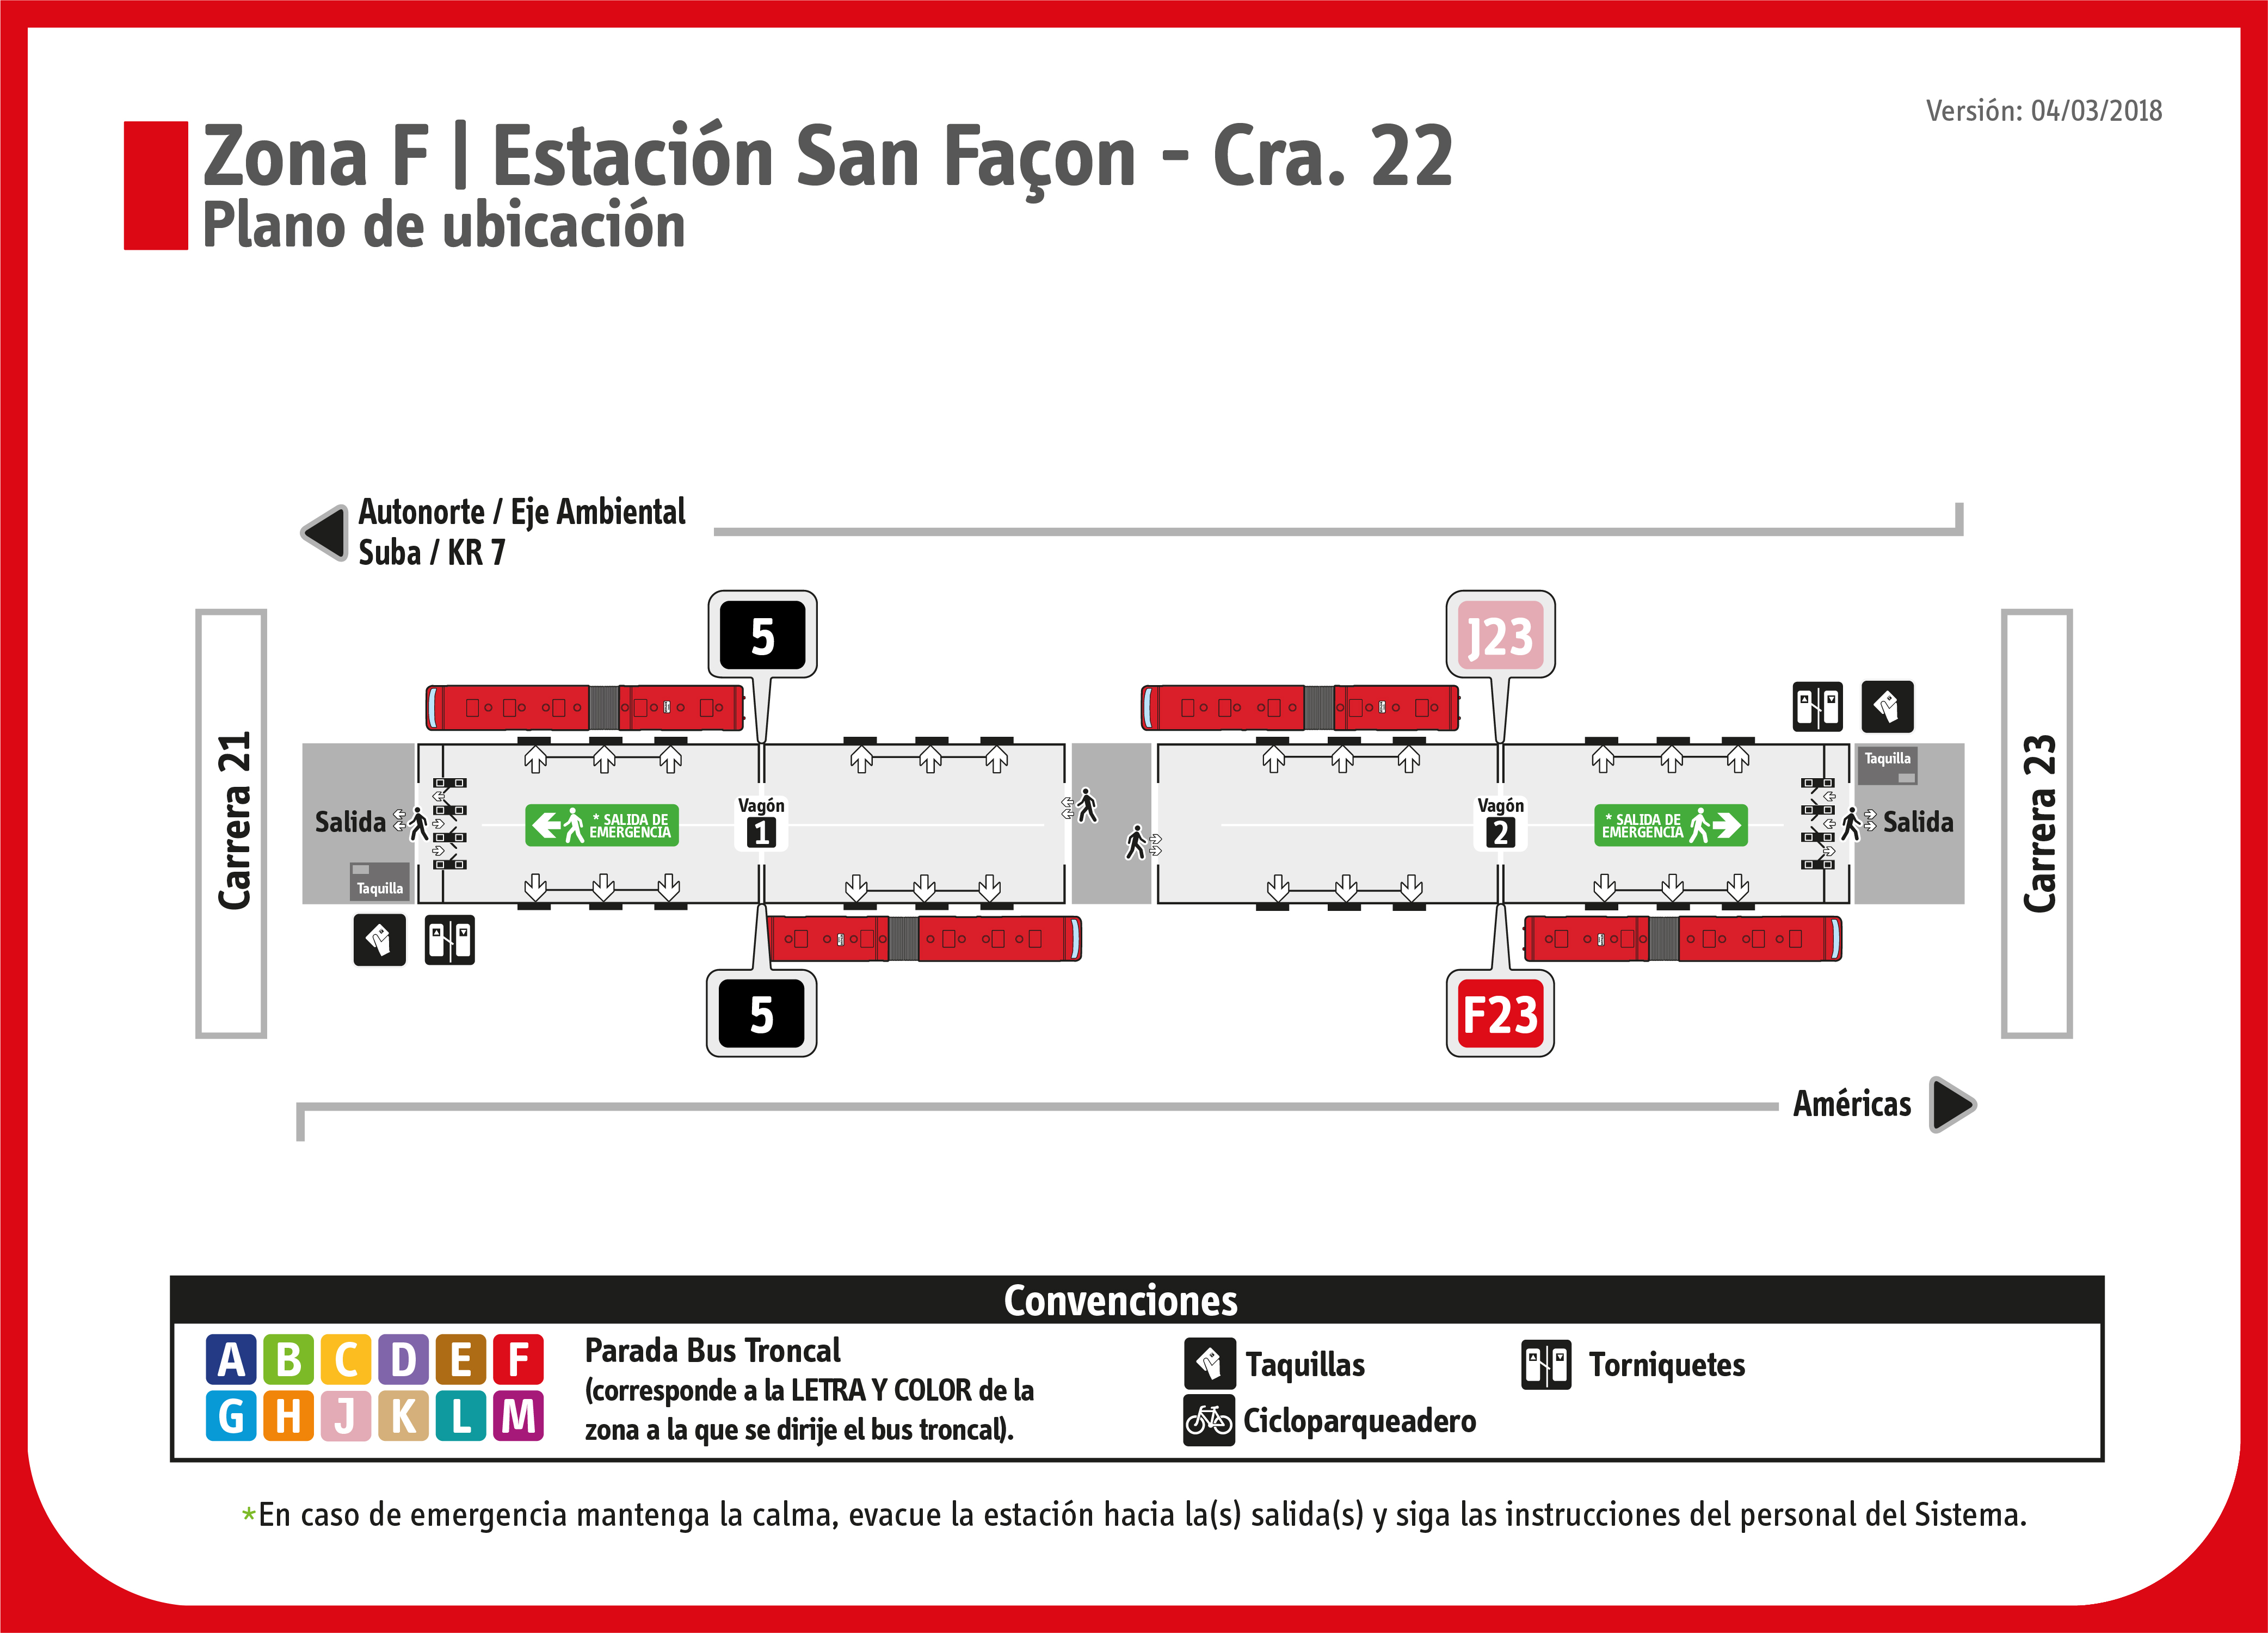 Versión: 04/03/2018
Zona F | Estación San Façon - Cra. 22
Plano de ubicación
Autonorte / Eje Ambiental
Suba / KR 7
5
J23
Carrera 21
Carrera 23
Taquilla
Salida
* SALIDA DE
EMERGENCIA
Vagón
1
Vagón
2
* SALIDA DE
EMERGENCIA
Salida
Taquilla
5
F23
Américas
Convenciones
A B C D E F
G H J K L M
Parada Bus Troncal
(corresponde a la LETRA Y COLOR de la
zona a la que se dirije el bus troncal).
Taquillas
Torniquetes
Cicloparqueadero
*En caso de emergencia mantenga la calma, evacue la estación hacia la(s) salida(s) y siga las instrucciones del personal del Sistema.